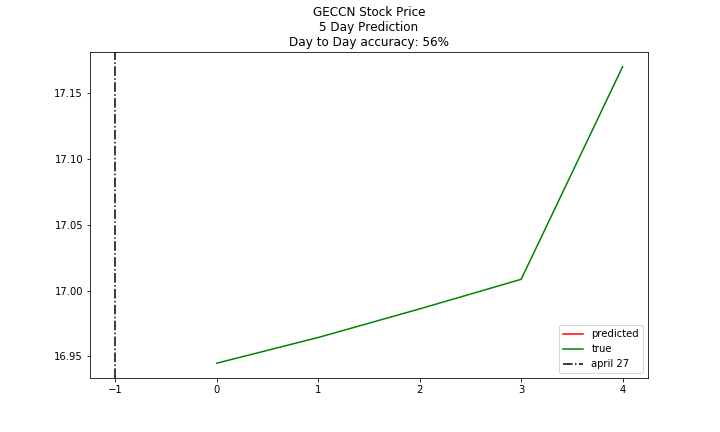 GECCN Stock Price
5 Day Prediction
Day to Day accuracy: 56%
17.15
17.10
17.05
17.00
16.95
−1
0
1
2
3
4
predicted
true
april 27